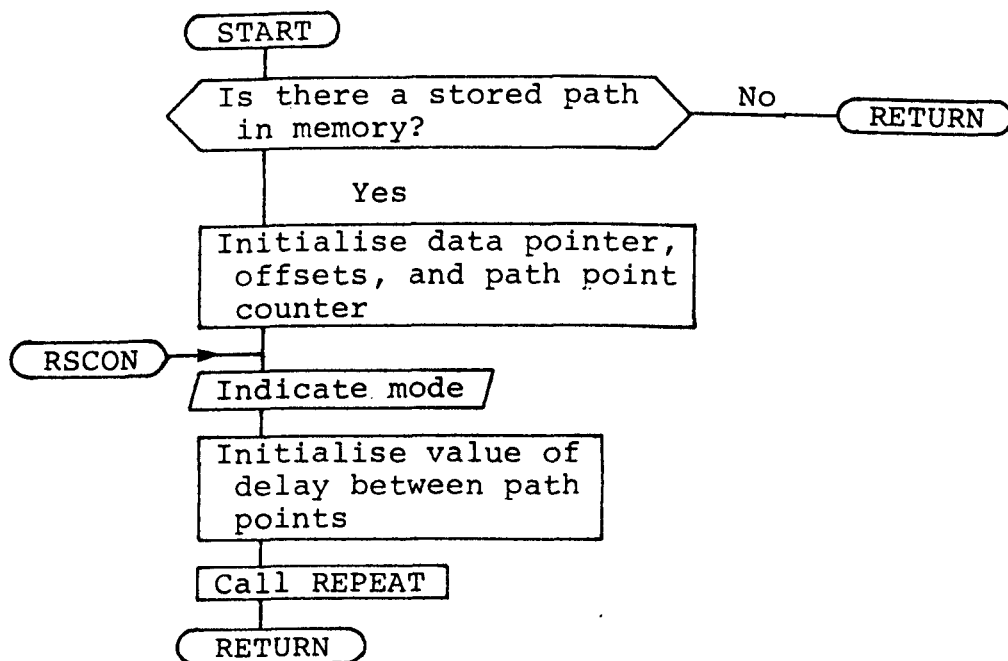 START
Is there a stored path
in memory?
No
RETURN
Yes
Initialise data pointer,
offsets, and path point
counter
RSCON
Indicate mode
Initialise value of
delay between path
points
Call REPEAT
RETURN